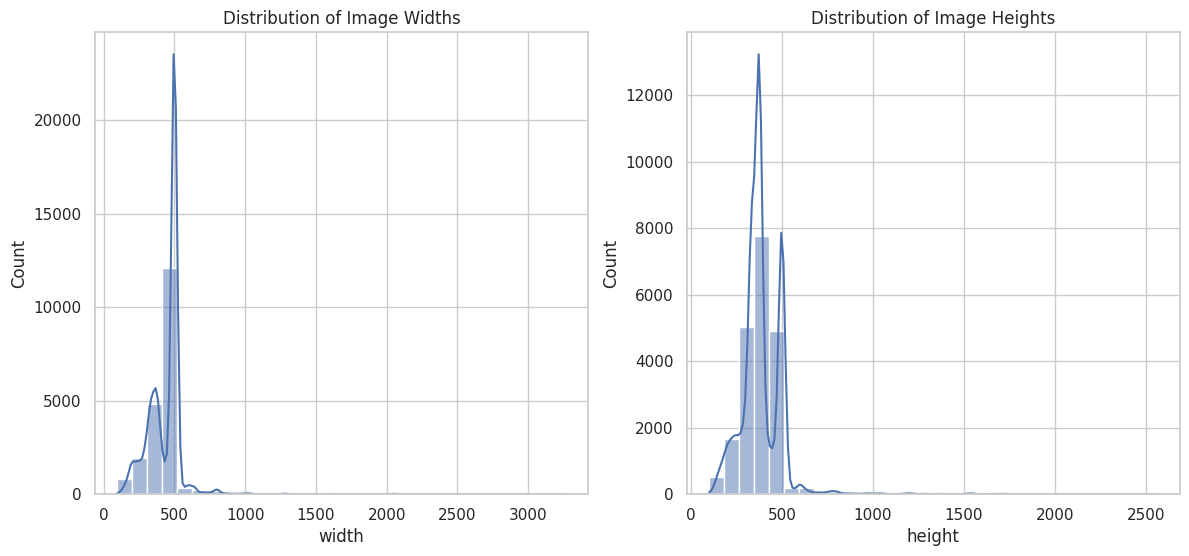 Distribution of Image Widths
Count
20000
15000
10000
5000
0
0 500 1000 1500 2000 2500 3000
width
Distribution of Image Heights
Count
12000
10000
8000
6000
4000
2000
0
0 500 1000 1500 2000 2500
height